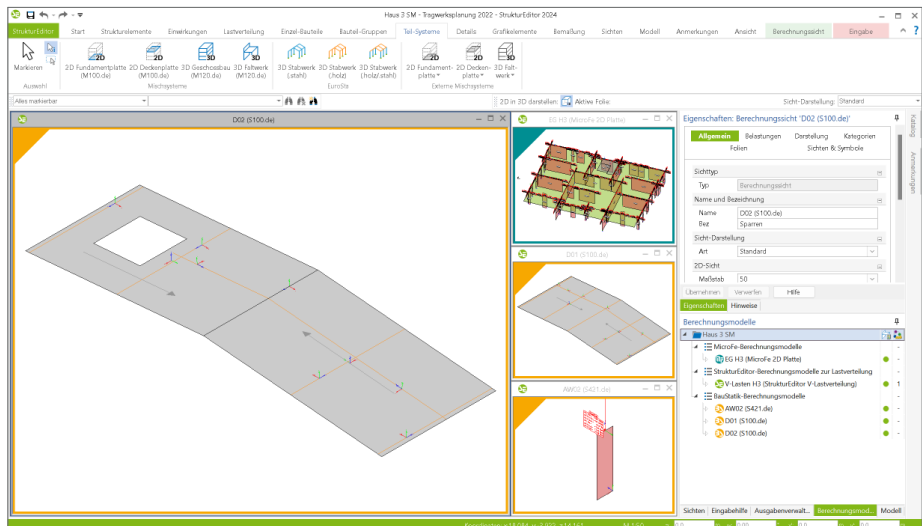 Haus 3 SM - Tragwerksplanung 2022 - StrukturEditor 2024
StrukturEditor Start Strukturelemente Einwirkungen Lastverteilung Einzel-Bauteile Bauteil-Gruppen Teil-Systeme Details Grafikelemente Bemaßung Sichten Modell Anmerkungen Ansicht Berechnungssicht Eingabe
Markieren 2D Fundamentplatte 2D Deckenplatte 3D Geschossbau 3D Faltwerk 3D Stabwerk 3D Stabwerk 3D Stabwerk 2D Fundament- 2D Decken- 3D Falt-
(M100.de) (M100.de) (M120.de) (M120.de) (stahl) (holz) (holz/stahl) platte platte werk
Auswahl Mischsysteme EuroSta Externe Mischsysteme
Alles markierbar 2D in 3D darstellen: Aktive Folie: Sicht-Darstellung: Standard
D02 (S100.de)
EG H3 (MicroFe 2D Platte)
D01 (S100.de)
AW02 (S421.de)
Eigenschaften: Berechnungssicht 'D02 (S100.de)'
Allgemein Belastungen Darstellung Kategorien
Folien Sichten & Symbole
Sichttyp
Typ Berechnungssicht
Name und Bezeichnung
Name D02 (S100.de)
Bez Sparren
Sicht-Darstellung
Art Standard
2D-Sicht
Maßstab 50
Übernehmen Verwerfen Hilfe
Eigenschaften Hinweise
Berechnungsmodelle
Haus 3 SM
MicroFe-Berechnungsmodelle
EG H3 (MicroFe 2D Platte)
StrukturEditor-Berechnungsmodelle zur Lastverteilung
V-Lasten H3 (StrukturEditor V-Lastverteilung) 1
BauStatik-Berechnungsmodelle
AW02 (S421.de)
D01 (S100.de)
D02 (S100.de)
Sichten Eingabehilfe Ausgabenverwalt... Berechnungsmod... Modell
Katalog
Anmerkungen